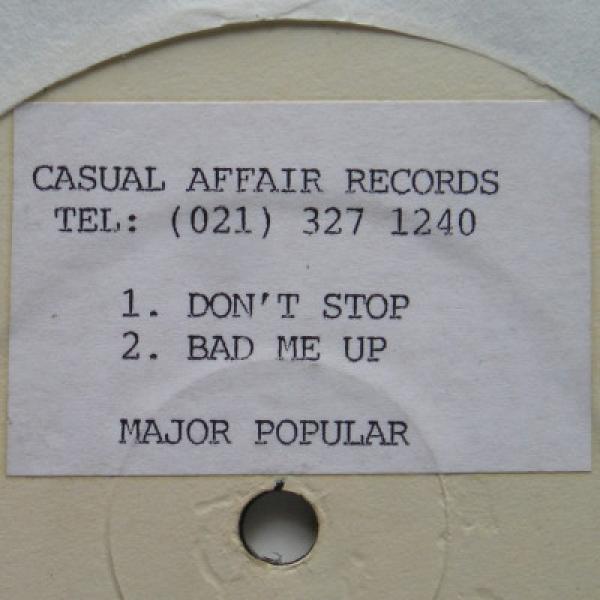 CASUAL AFFAIR RECORDS
TEL: (021) 327 1240
1. DON'T STOP
2. BAD ME UP
MAJOR POPULAR